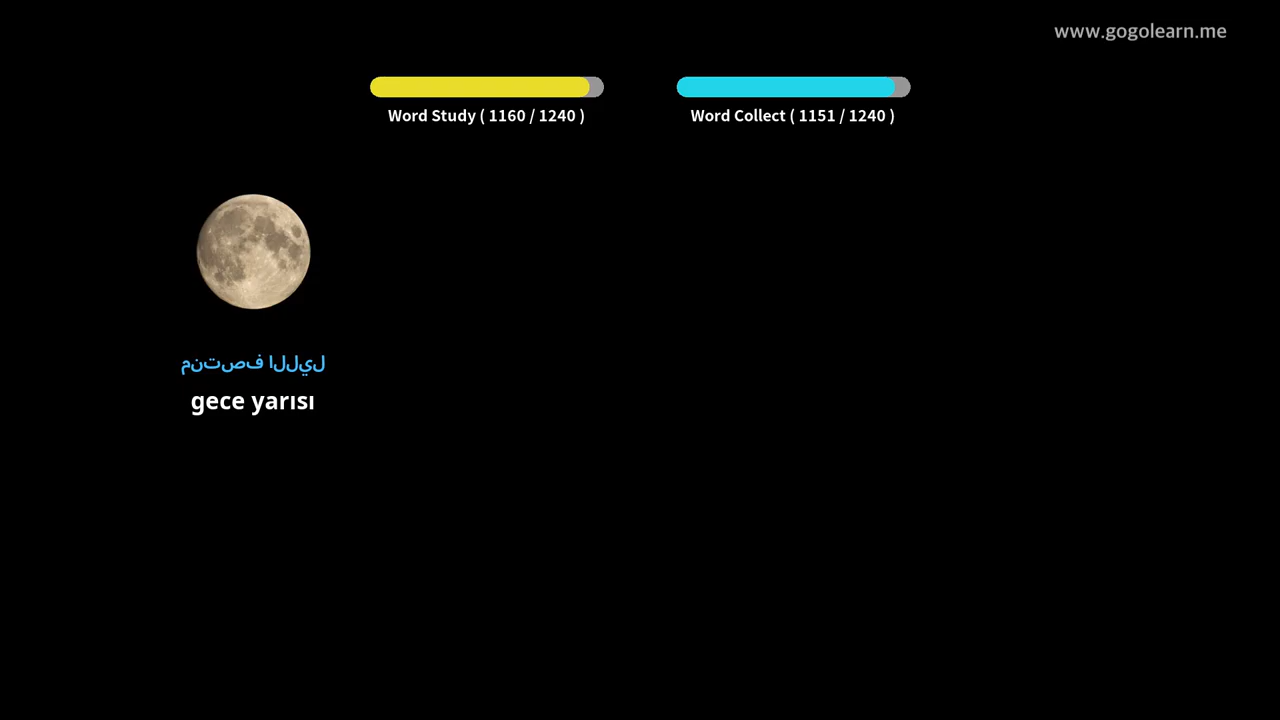 www.gogolearn.me
Word Study ( 1160 / 1240 )
Word Collect ( 1151 / 1240 )
منتصف الليل
gece yarısı